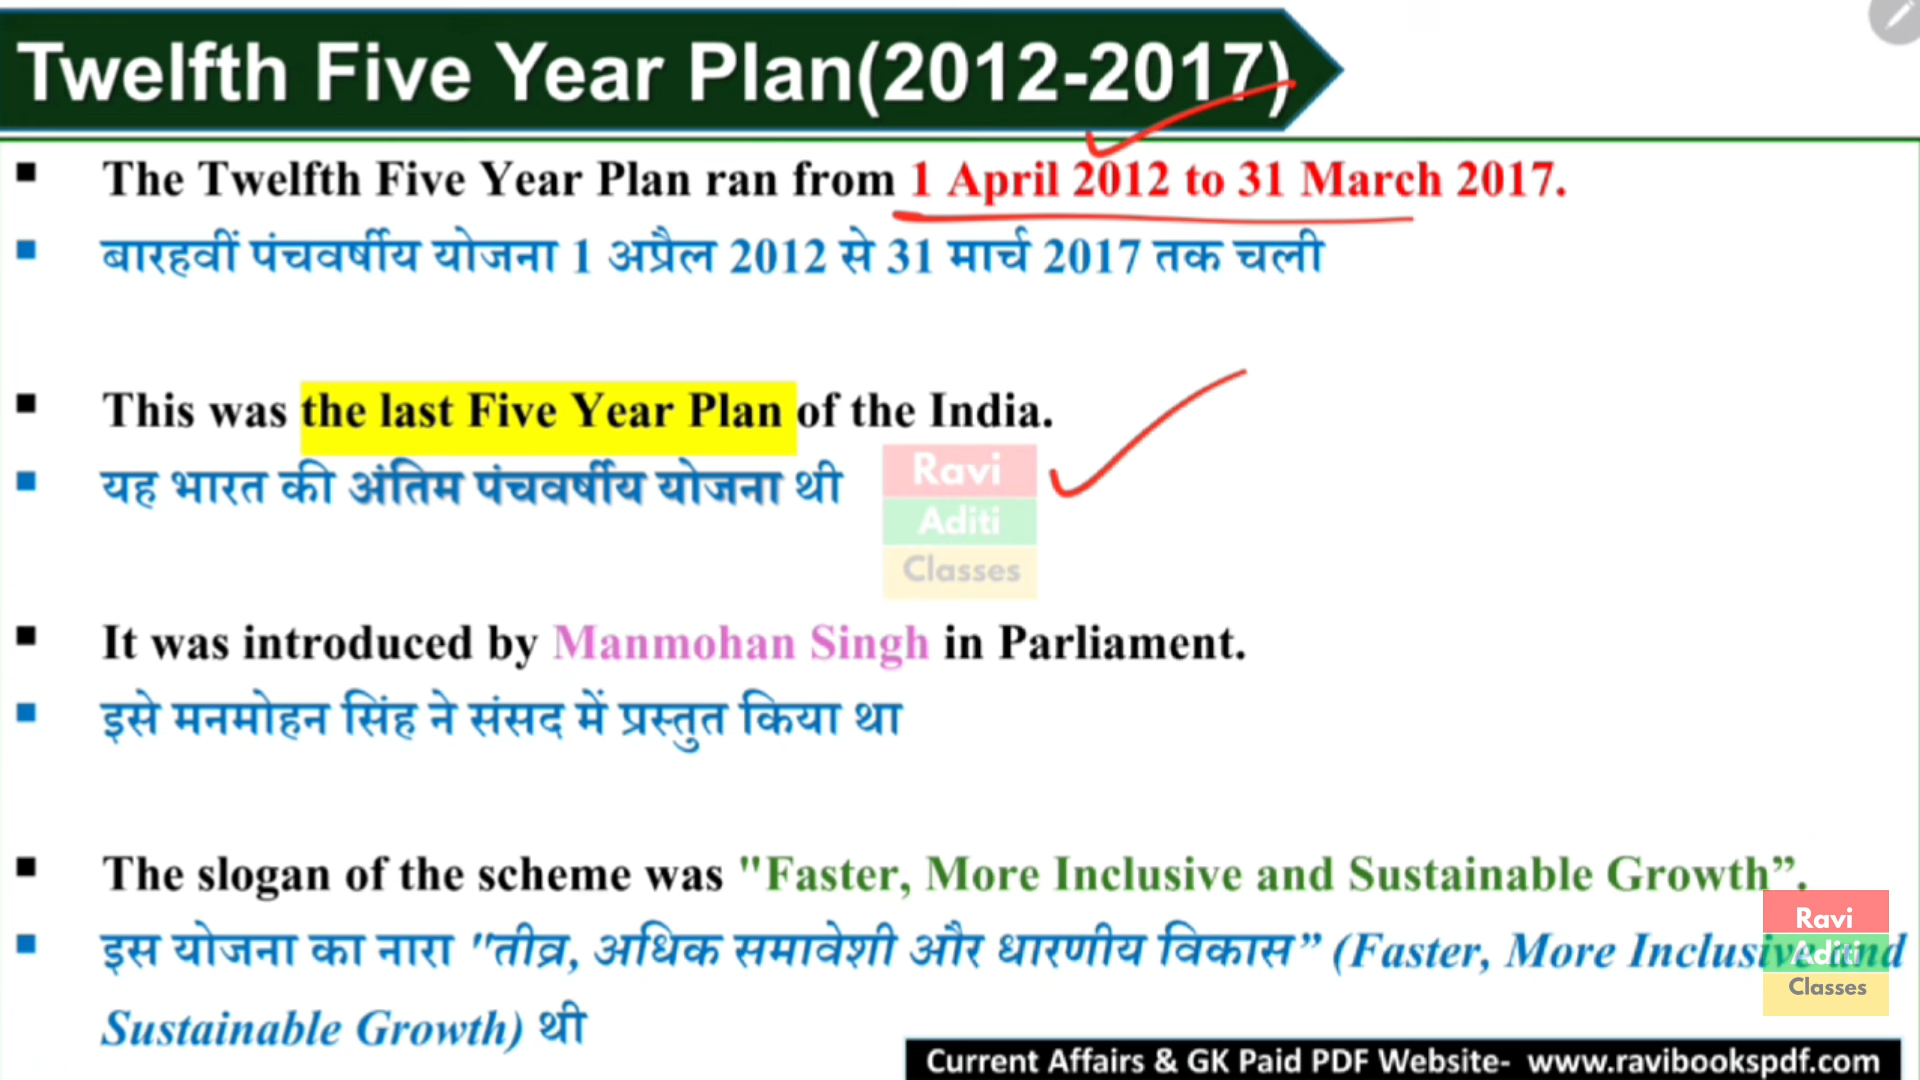 Twelfth Five Year Plan(2012-2017)
The Twelfth Five Year Plan ran from 1 April 2012 to 31 March 2017.
बारहवीं पंचवर्षीय योजना 1 अप्रैल 2012 से 31 मार्च 2017 तक चली
This was the last Five Year Plan of the India.
यह भारत की अंतिम पंचवर्षीय योजना थी
Ravi
Aditi
Classes
It was introduced by Manmohan Singh in Parliament.
इसे मनमोहन सिंह ने संसद में प्रस्तुत किया था
The slogan of the scheme was "Faster, More Inclusive and Sustainable Growth”.
इस योजना का नारा "तीव्र, अधिक समावेशी और धारणीय विकास” (Faster, More Inclusive and
Sustainable Growth) थी
Ravi
Aditi
Classes
Current Affairs & GK Paid PDF Website- www.ravibookspdf.com